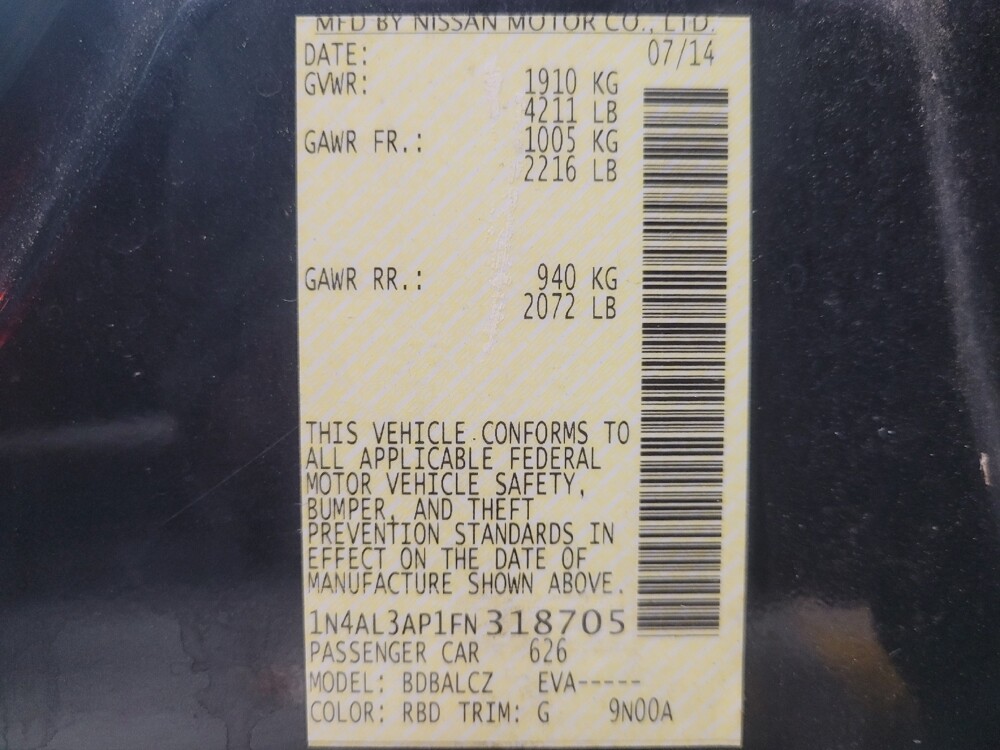 MFD BY NISSAN MOTOR CO., LTD.
DATE: 07/14
GVWR: 1910 KG
4211 LB
GAWR FR.: 1005 KG
2216 LB
GAWR RR.: 940 KG
2072 LB
THIS VEHICLE CONFORMS TO
ALL APPLICABLE FEDERAL
MOTOR VEHICLE SAFETY,
BUMPER, AND THEFT
PREVENTION STANDARDS IN
EFFECT ON THE DATE OF
MANUFACTURE SHOWN ABOVE.
1N4AL3AP1FN318705
PASSENGER CAR 626
MODEL: BDBALCZ EVA-----
COLOR: RBD TRIM: G 9N00A